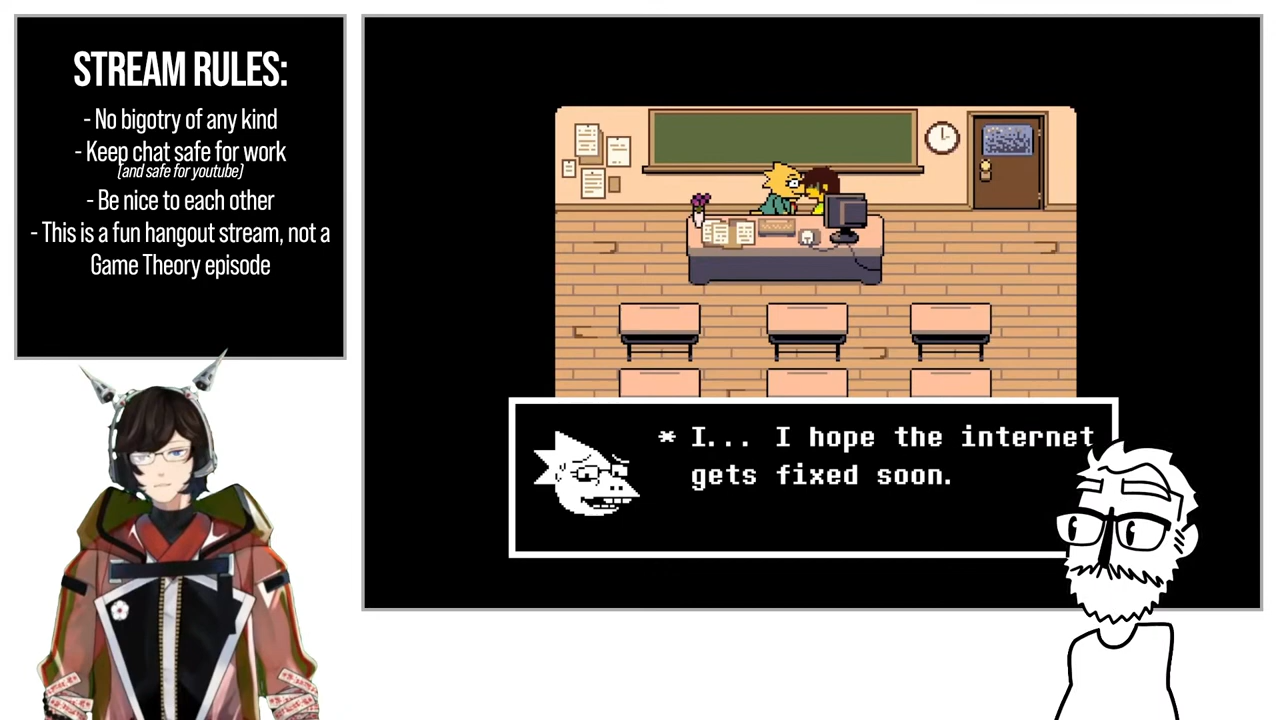 STREAM RULES:
- No bigotry of any kind
- Keep chat safe for work
(and safe for youtube)
- Be nice to each other
- This is a fun hangout stream, not a
Game Theory episode
* I... I hope the internet
gets fixed soon.